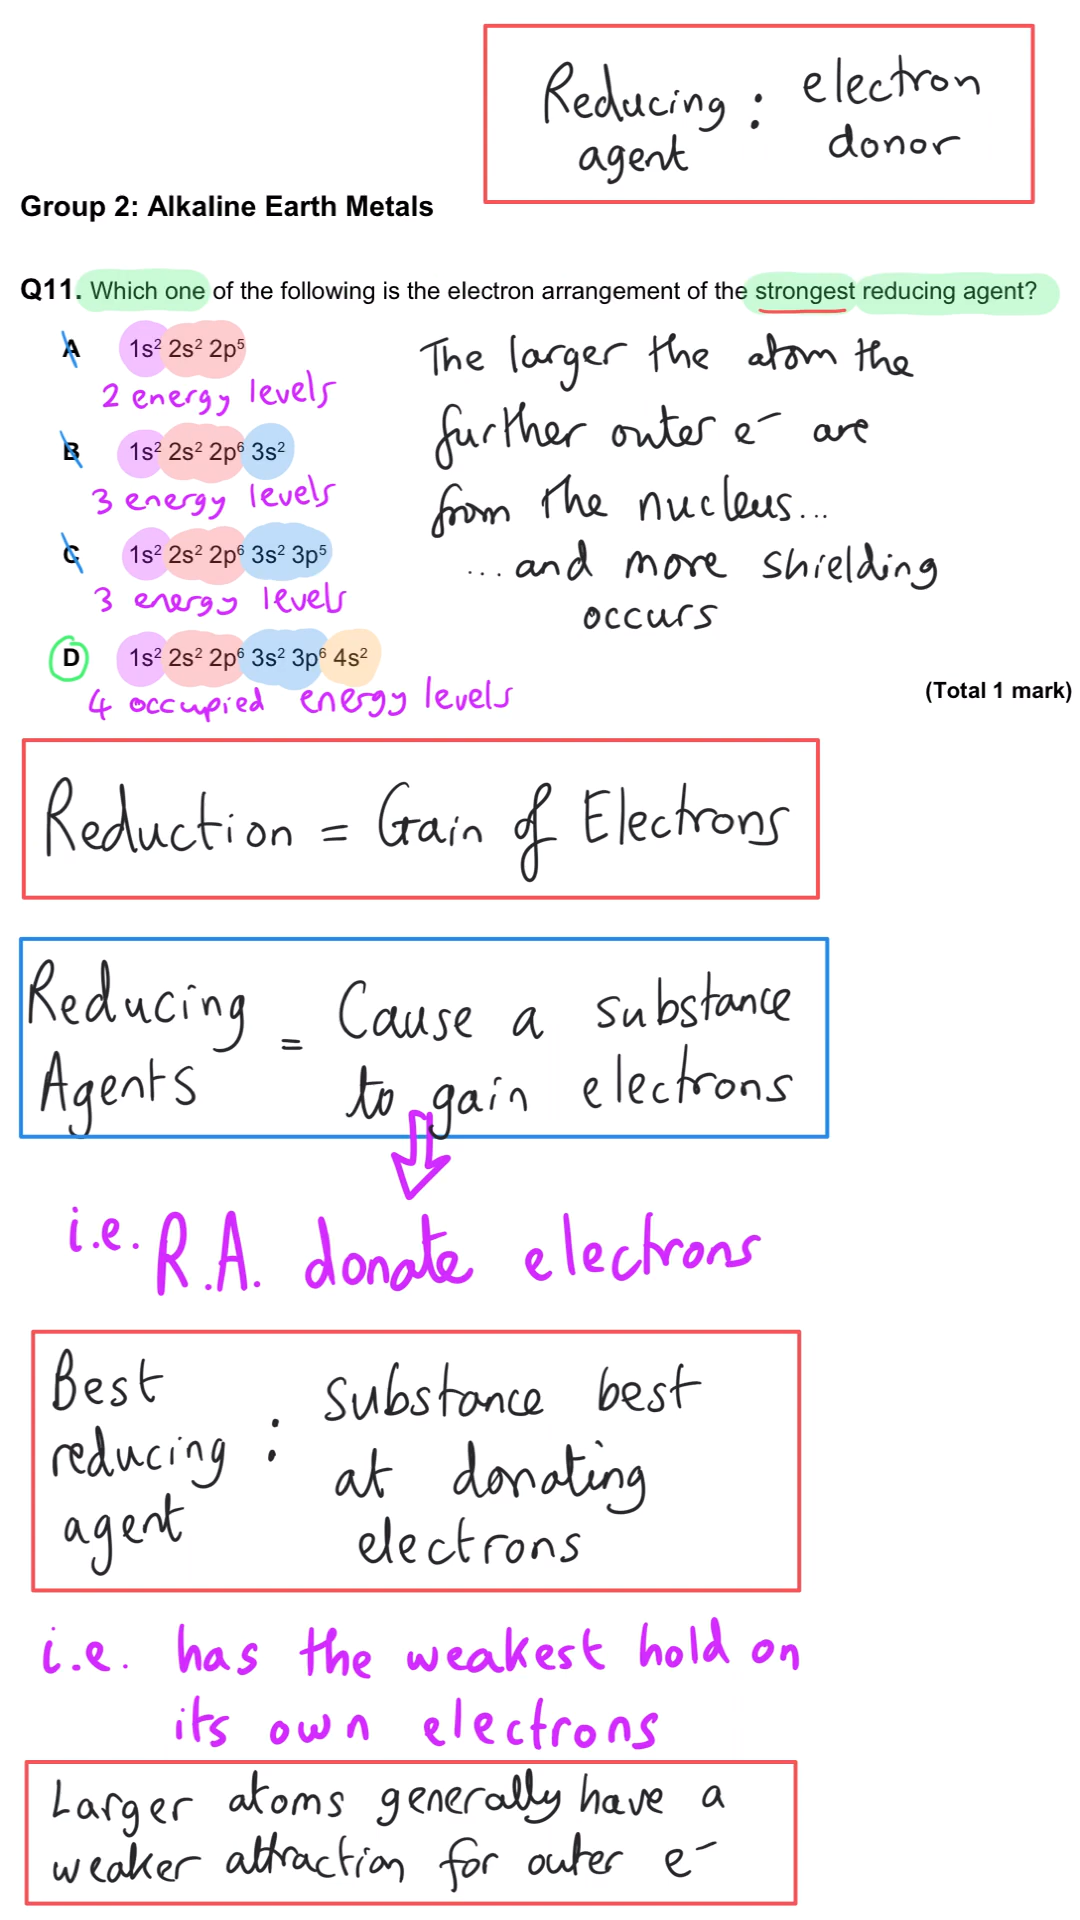 Reducing : electron
agent donor
Group 2: Alkaline Earth Metals
Q11. Which one of the following is the electron arrangement of the strongest reducing agent?
A 1s² 2s² 2p⁵
2 energy levels
B 1s² 2s² 2p⁶ 3s²
3 energy levels
C 1s² 2s² 2p⁶ 3s² 3p⁵
3 energy levels
D 1s² 2s² 2p⁶ 3s² 3p⁶ 4s²
4 occupied energy levels
The larger the atom the
further outer e⁻ are
from the nucleus...
...and more shielding
occurs
(Total 1 mark)
Reduction = Gain of Electrons
Reducing = Cause a substance
Agents to gain electrons
i.e. R.A. donate electrons
Best
reducing : substance best
agent at donating
electrons
i.e. has the weakest hold on
its own electrons
Larger atoms generally have a
weaker attraction for outer e⁻